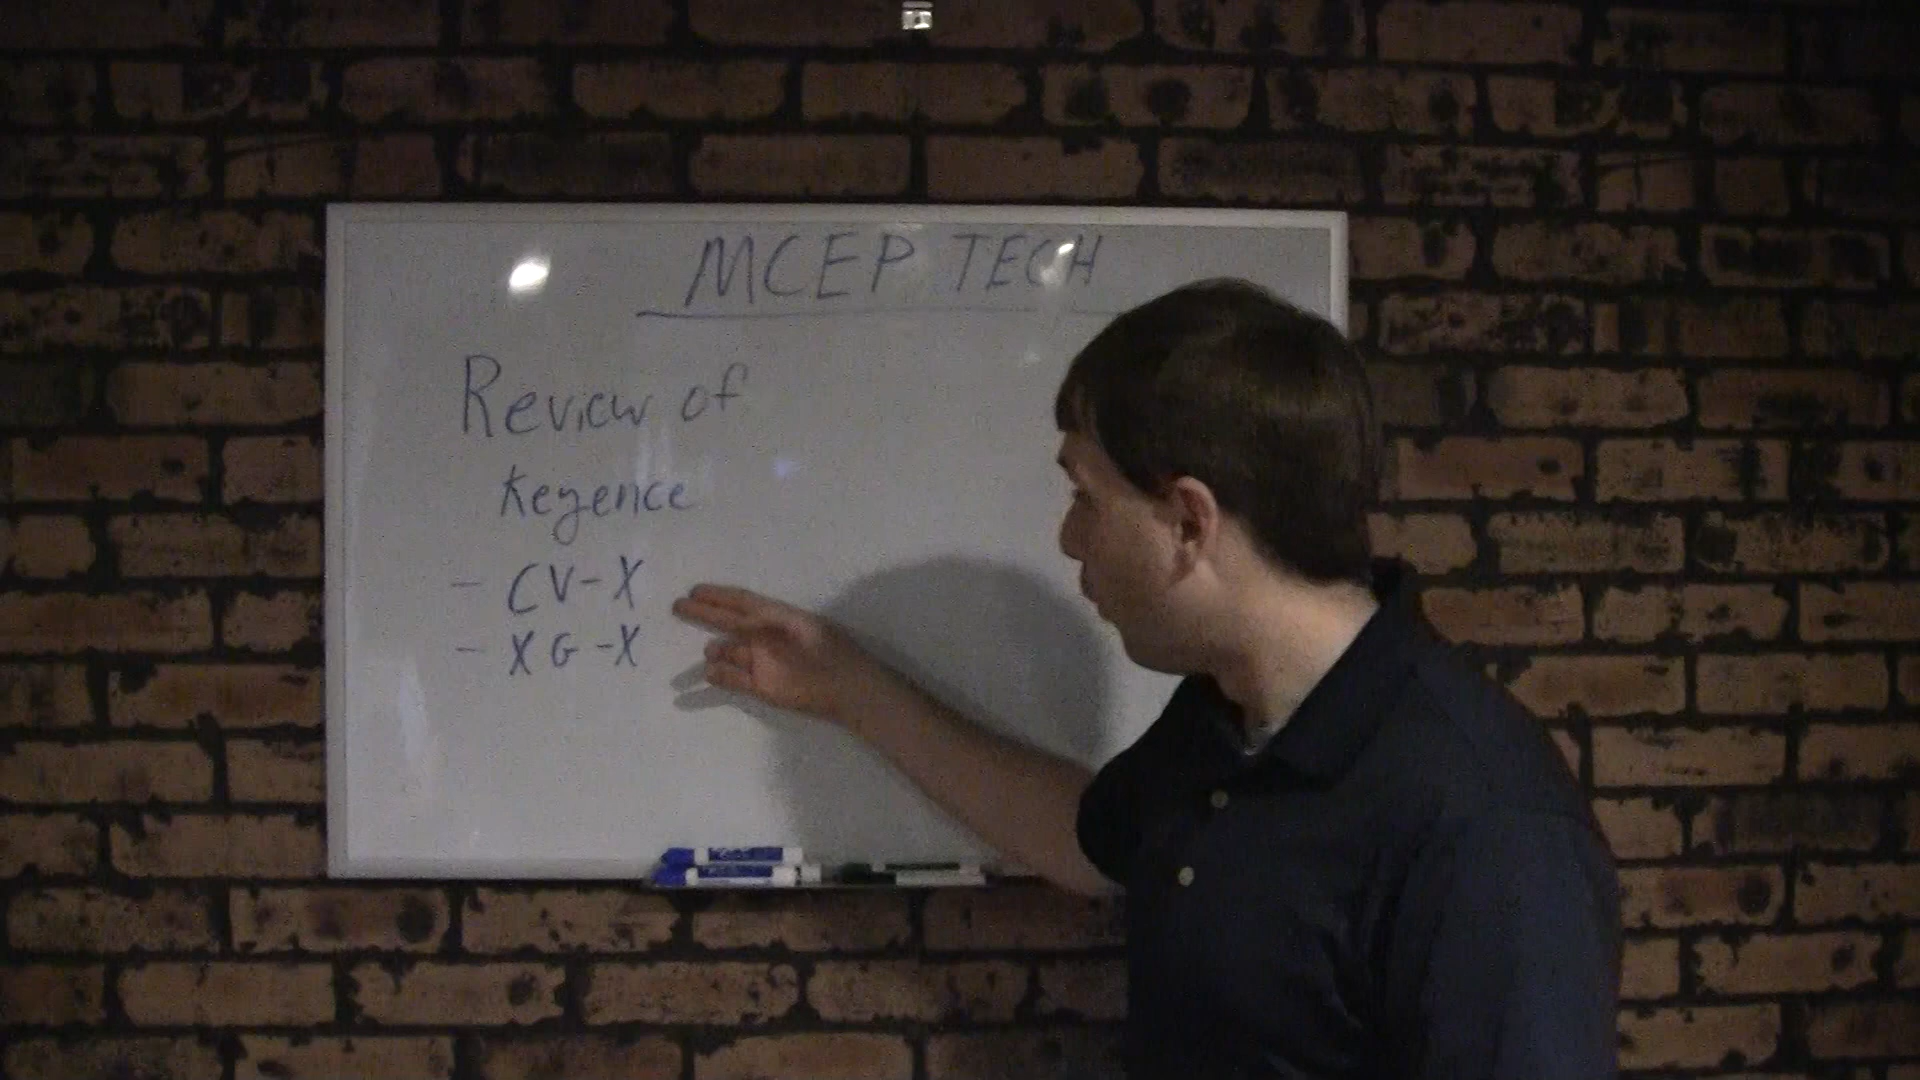 MCEP TECH
Review of
Keyence
- CV-X
- XG-X